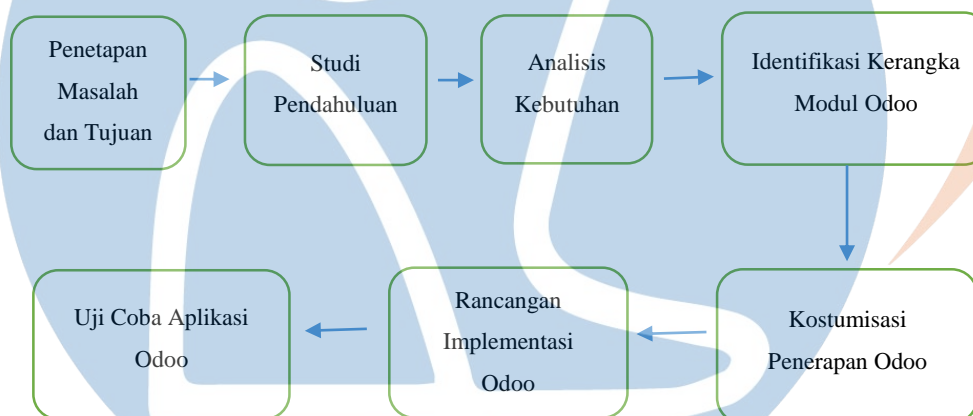 Penetapan
Masalah
dan Tujuan
Studi
Pendahuluan
Analisis
Kebutuhan
Identifikasi Kerangka
Modul Odoo
Kostumisasi
Penerapan Odoo
Rancangan
Implementasi
Odoo
Uji Coba Aplikasi
Odoo